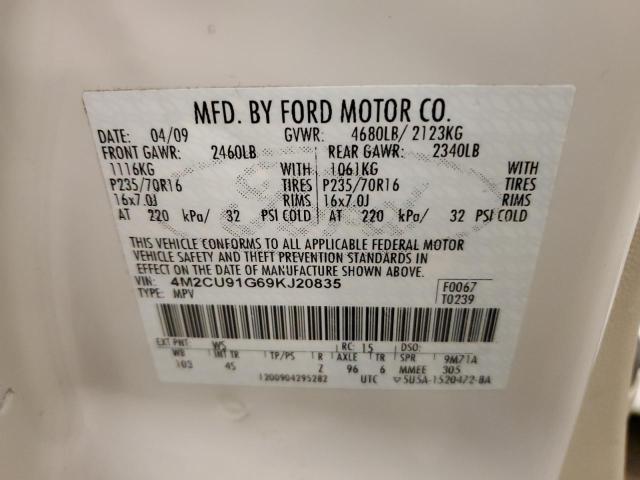 MFD. BY FORD MOTOR CO.
DATE: 04/09 GVWR: 4680LB/ 2123KG
FRONT GAWR: 2460LB REAR GAWR: 2340LB
1116KG WITH 1061KG WITH
P235/70R16 TIRES P235/70R16 TIRES
16x7.0J RIMS 16x7.0J RIMS
AT 220 kPa/ 32 PSI COLD AT 220 kPa/ 32 PSI COLD
THIS VEHICLE CONFORMS TO ALL APPLICABLE FEDERAL MOTOR
VEHICLE SAFETY AND THEFT PREVENTION STANDARDS IN
EFFECT ON THE DATE OF MANUFACTURE SHOWN ABOVE.
VIN: 4M2CU91G69KJ20835 F0067
TYPE: MPV T0239
EXT PNT: WS RC: 15 DSO:
WB INT TR TP/PS R AXLE TR SPR 9M71A
103 45 Z 96 6 MMEE 305
1200904295282 UTC 5U5A-1520472-BA